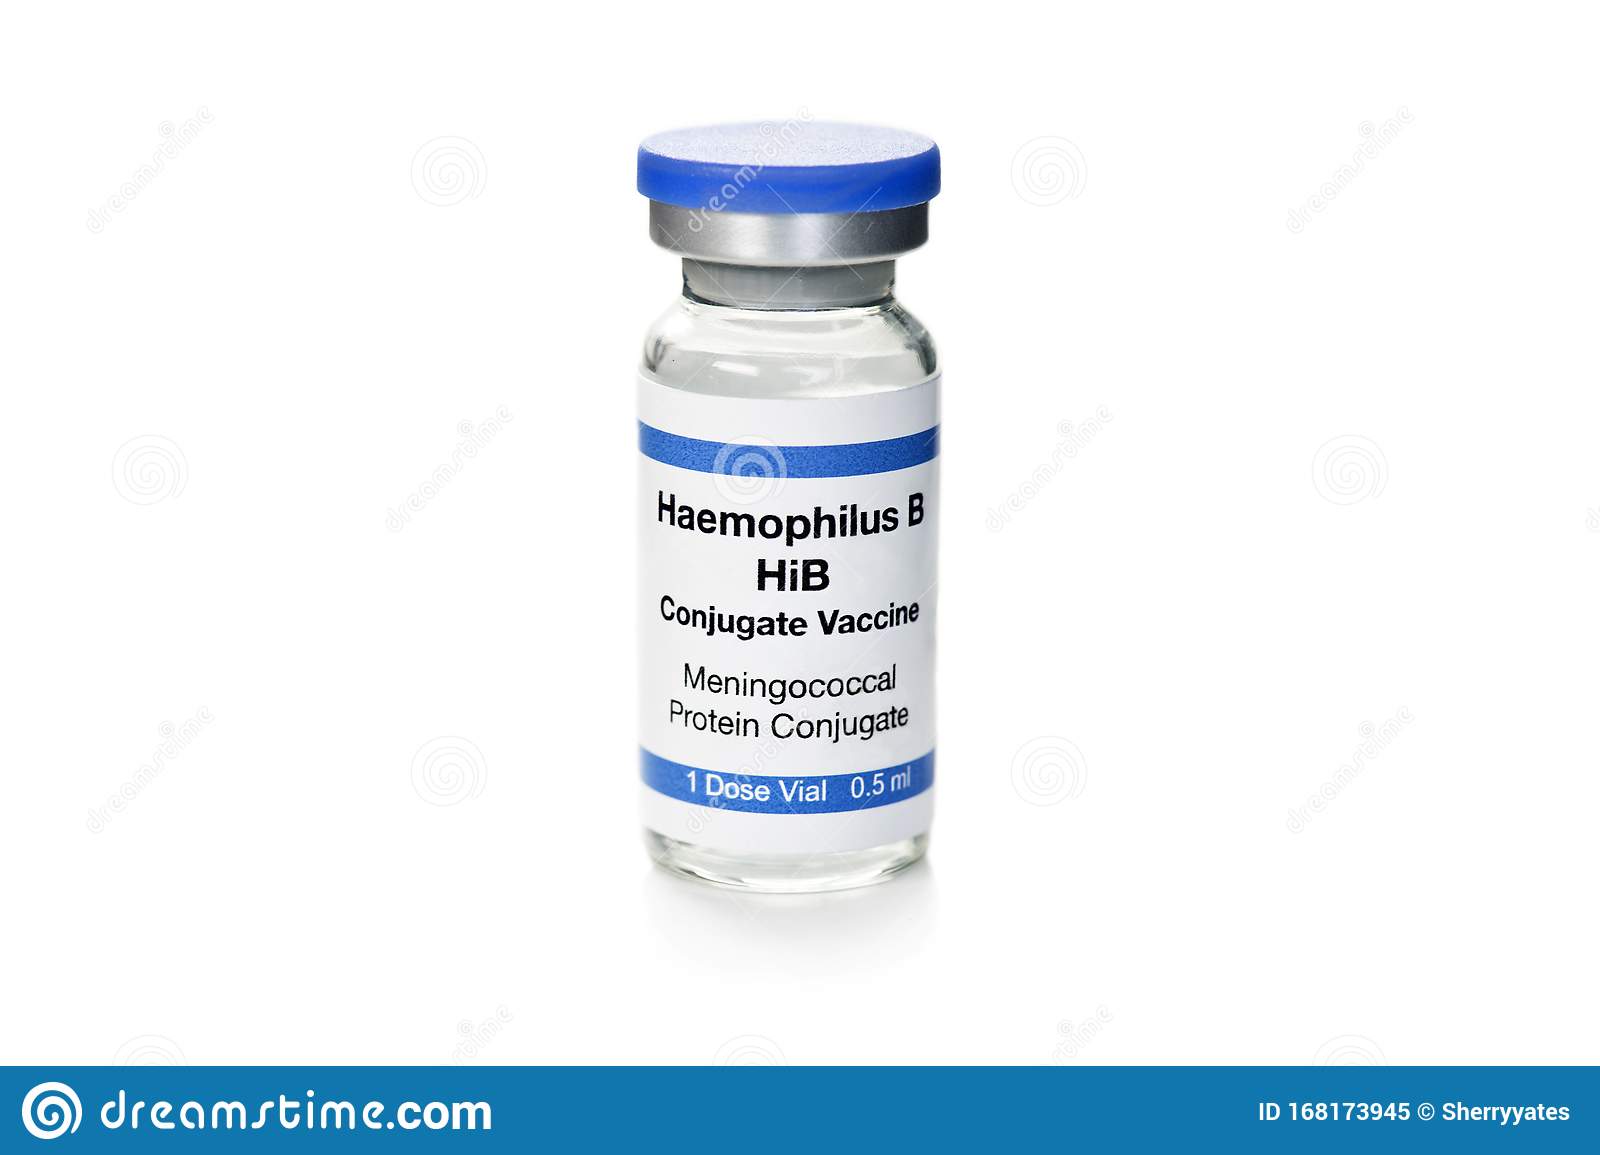 Haemophilus B
HiB
Conjugate Vaccine
Meningococcal
Protein Conjugate
1 Dose Vial 0.5 ml
dreamstime.com
ID 168173945 © Sherryyates